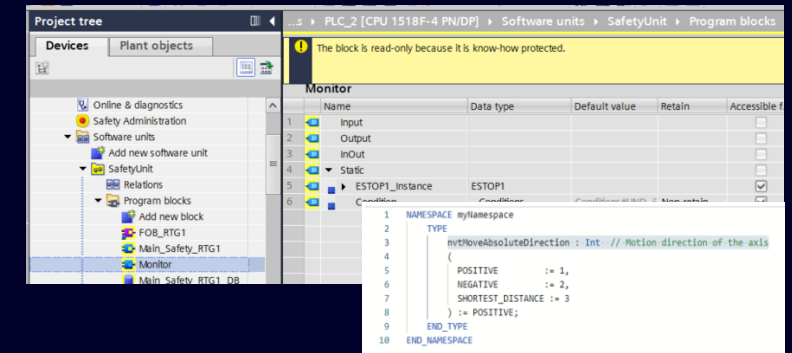 Project tree
...s ▸ PLC_2 [CPU 1518F-4 PN/DP] ▸ Software units ▸ SafetyUnit ▸ Program blocks
Devices Plant objects
The block is read-only because it is know-how protected.
Monitor
Name Data type Default value Retain Accessible f
Online & diagnostics
1 Input
Safety Administration
2 Output
Software units
3 InOut
Add new software unit
4 Static
SafetyUnit
5 ESTOP1_Instance ESTOP1
Relations
6 Condition Conditions Non-retain
Program blocks
Add new block
FOB_RTG1
Main_Safety_RTG1
Monitor
Main_Safety_RTG1_DB
1 NAMESPACE myNamespace
2 TYPE
3 nvtMoveAbsoluteDirection : Int // Motion direction of the axis
4 (
5 POSITIVE := 1,
6 NEGATIVE := 2,
7 SHORTEST_DISTANCE := 3
8 ) := POSITIVE;
9 END_TYPE
10 END_NAMESPACE